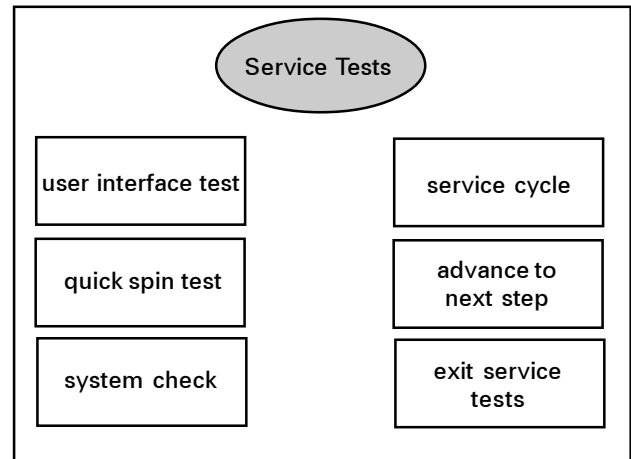 Service Tests
user interface test
service cycle
quick spin test
advance to
next step
system check
exit service
tests